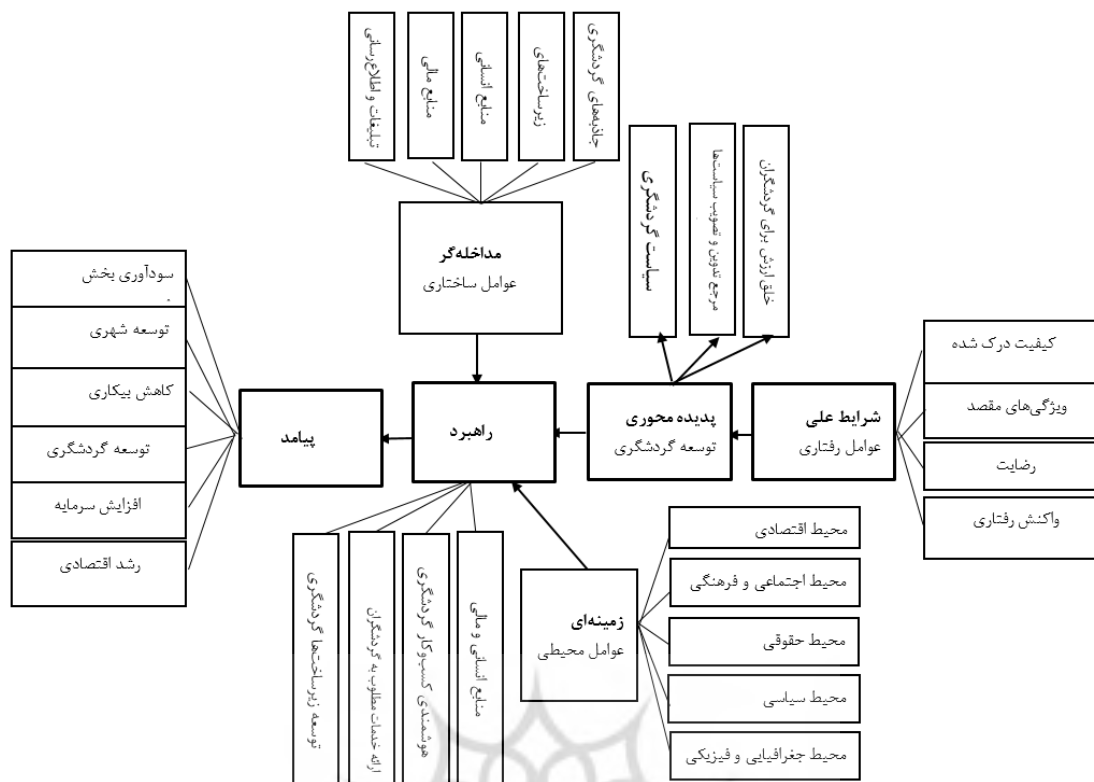 جاذبه‌های گردشگری
زیرساخت‌های
منابع انسانی
منابع مالی
تبلیغات و اطلاع‌رسانی
خلق ارزش برای گردشگران
مرجع تدوین و تصویب سیاست‌ها
سیاست گردشگری
مداخله‌گر
عوامل ساختاری
کیفیت درک شده
ویژگی‌های مقصد
رضایت
واکنش رفتاری
شرایط علی
عوامل رفتاری
پدیده محوری
توسعه گردشگری
راهبرد
پیامد
سودآوری بخش
توسعه شهری
کاهش بیکاری
توسعه گردشگری
افزایش سرمایه
رشد اقتصادی
محیط اقتصادی
محیط اجتماعی و فرهنگی
محیط حقوقی
محیط سیاسی
محیط جغرافیایی و فیزیکی
زمینه‌ای
عوامل محیطی
منابع انسانی و مالی
هوشمندی کسب‌وکار گردشگری
ارائه خدمات مطلوب به گردشگران
توسعه زیرساخت‌ها گردشگری